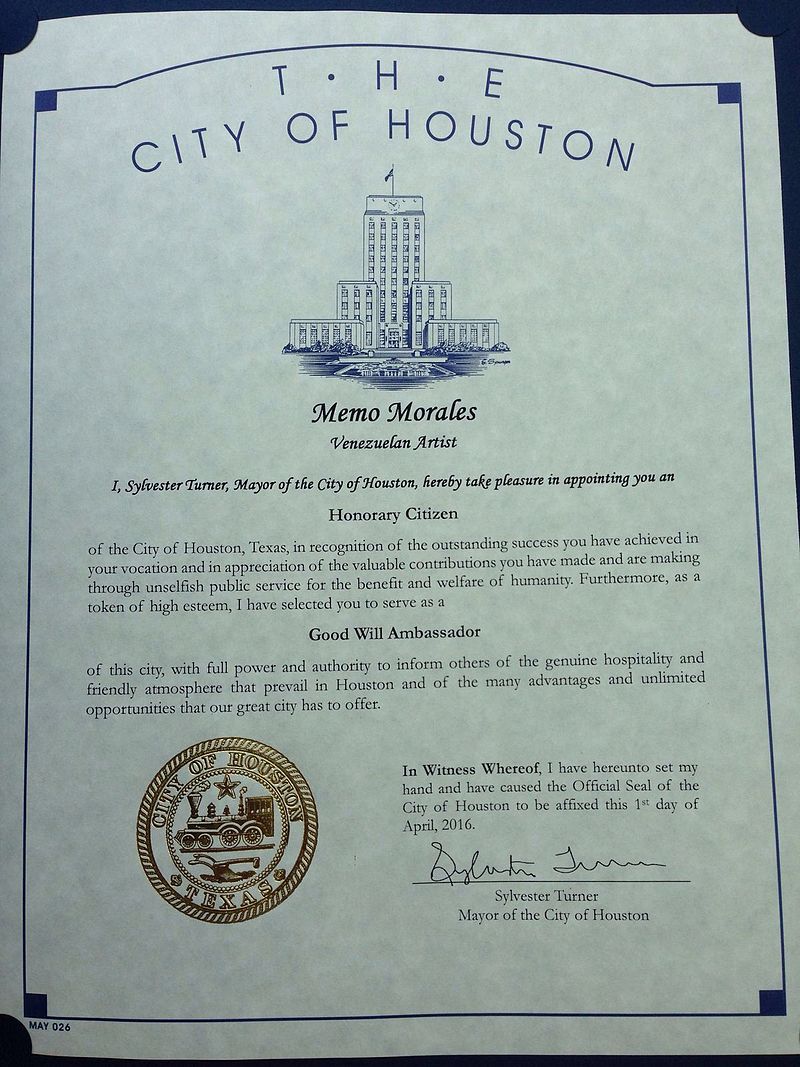 T · H · E
CITY OF HOUSTON
Memo Morales
Venezuelan Artist
I, Sylvester Turner, Mayor of the City of Houston, hereby take pleasure in appointing you an
Honorary Citizen
of the City of Houston, Texas, in recognition of the outstanding success you have achieved in
your vocation and in appreciation of the valuable contributions you have made and are making
through unselfish public service for the benefit and welfare of humanity. Furthermore, as a
token of high esteem, I have selected you to serve as a
Good Will Ambassador
of this city, with full power and authority to inform others of the genuine hospitality and
friendly atmosphere that prevail in Houston and of the many advantages and unlimited
opportunities that our great city has to offer.
CITY OF HOUSTON
TEXAS
In Witness Whereof, I have hereunto set my
hand and have caused the Official Seal of the
City of Houston to be affixed this 1st day of
April, 2016.
Sylvester Turner
Sylvester Turner
Mayor of the City of Houston
MAY 026